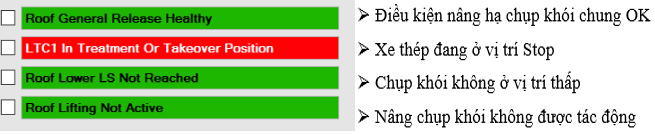 Roof General Release Healthy
➢ Điều kiện nâng hạ chụp khói chung OK
LTC1 In Treatment Or Takeover Position
➢ Xe thép đang ở vị trí Stop
Roof Lower LS Not Reached
➢ Chụp khói không ở vị trí thấp
Roof Lifting Not Active
➢ Nâng chụp khói không được tác động